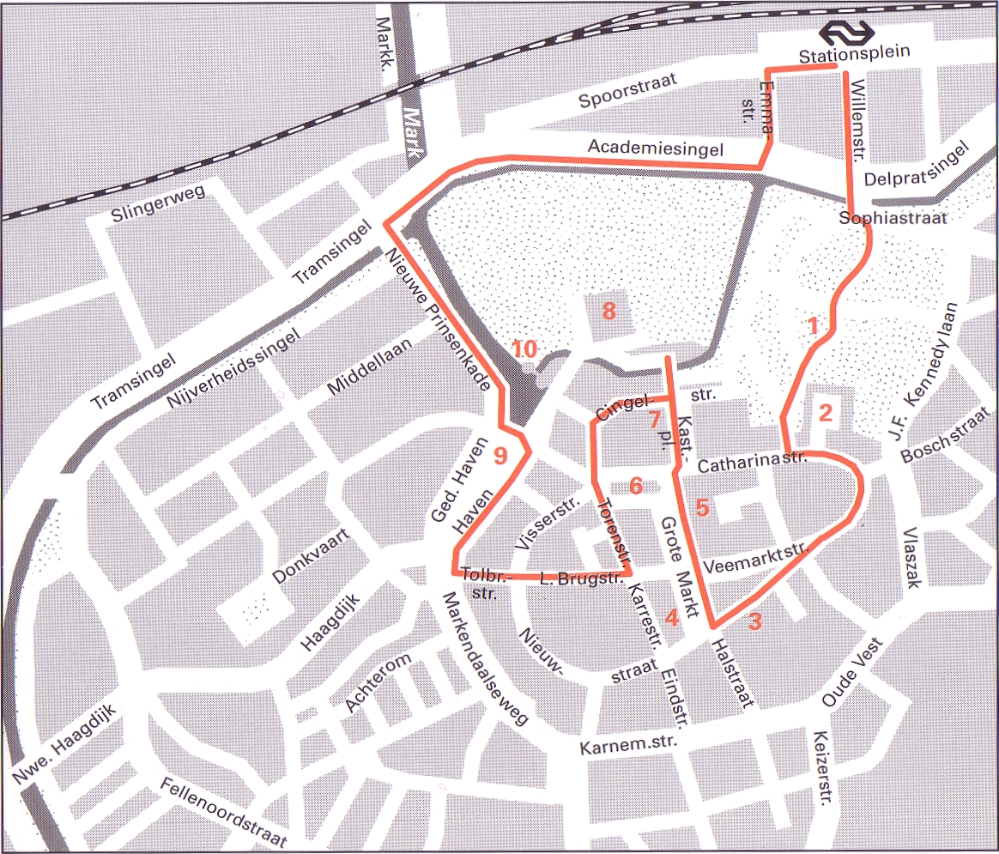 Stationsplein
Markk.
Mark
Spoorstraat
Emma-
str.
Willemstr.
Academiesingel
Delpratsingel
Slingerweg
Sophiastraat
Tramsingel
Nieuwe Prinsenkade
8
1
10
J.F. Kennedylaan
Nijverheidssingel
Middellaan
Tramsingel
Cingel-
str.
7
Kast.-
pl.
2
Boschstraat
9
Ged. Haven
Haven
Catharinastr.
6
5
Visserstr.
Torenstr.
Grote Markt
Veemarktstr.
Vlaszak
Donkvaart
Tolbr.-
str.
L. Brugstr.
Karrestr.
4
3
Haagdijk
Markendaalseweg
Nieuw-
straat
Halstraat
Eindstr.
Oude Vest
Achterom
Nwe. Haagdijk
Karnem.str.
Keizerstr.
Fellenoordstraat